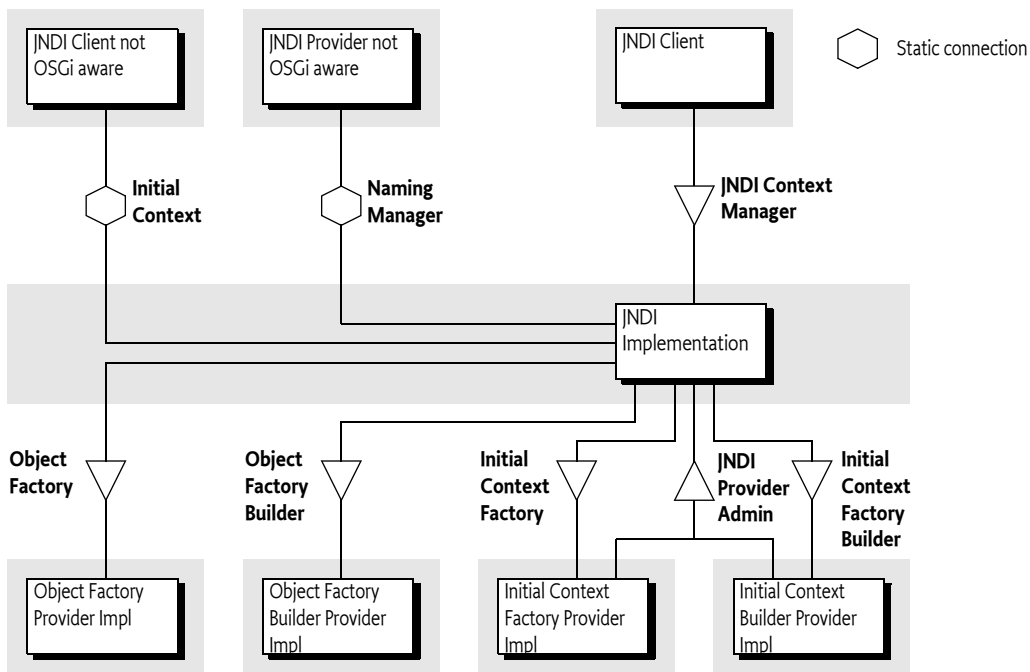 JNDI Client not
OSGi aware
JNDI Provider not
OSGi aware
JNDI Client
Static connection
Initial
Context
Naming
Manager
JNDI Context
Manager
JNDI
Implementation
Object
Factory
Object
Factory
Builder
Initial
Context
Factory
JNDI
Provider
Admin
Initial
Context
Factory
Builder
Object Factory
Provider Impl
Object Factory
Builder Provider
Impl
Initial Context
Factory Provider
Impl
Initial Context
Builder Provider
Impl